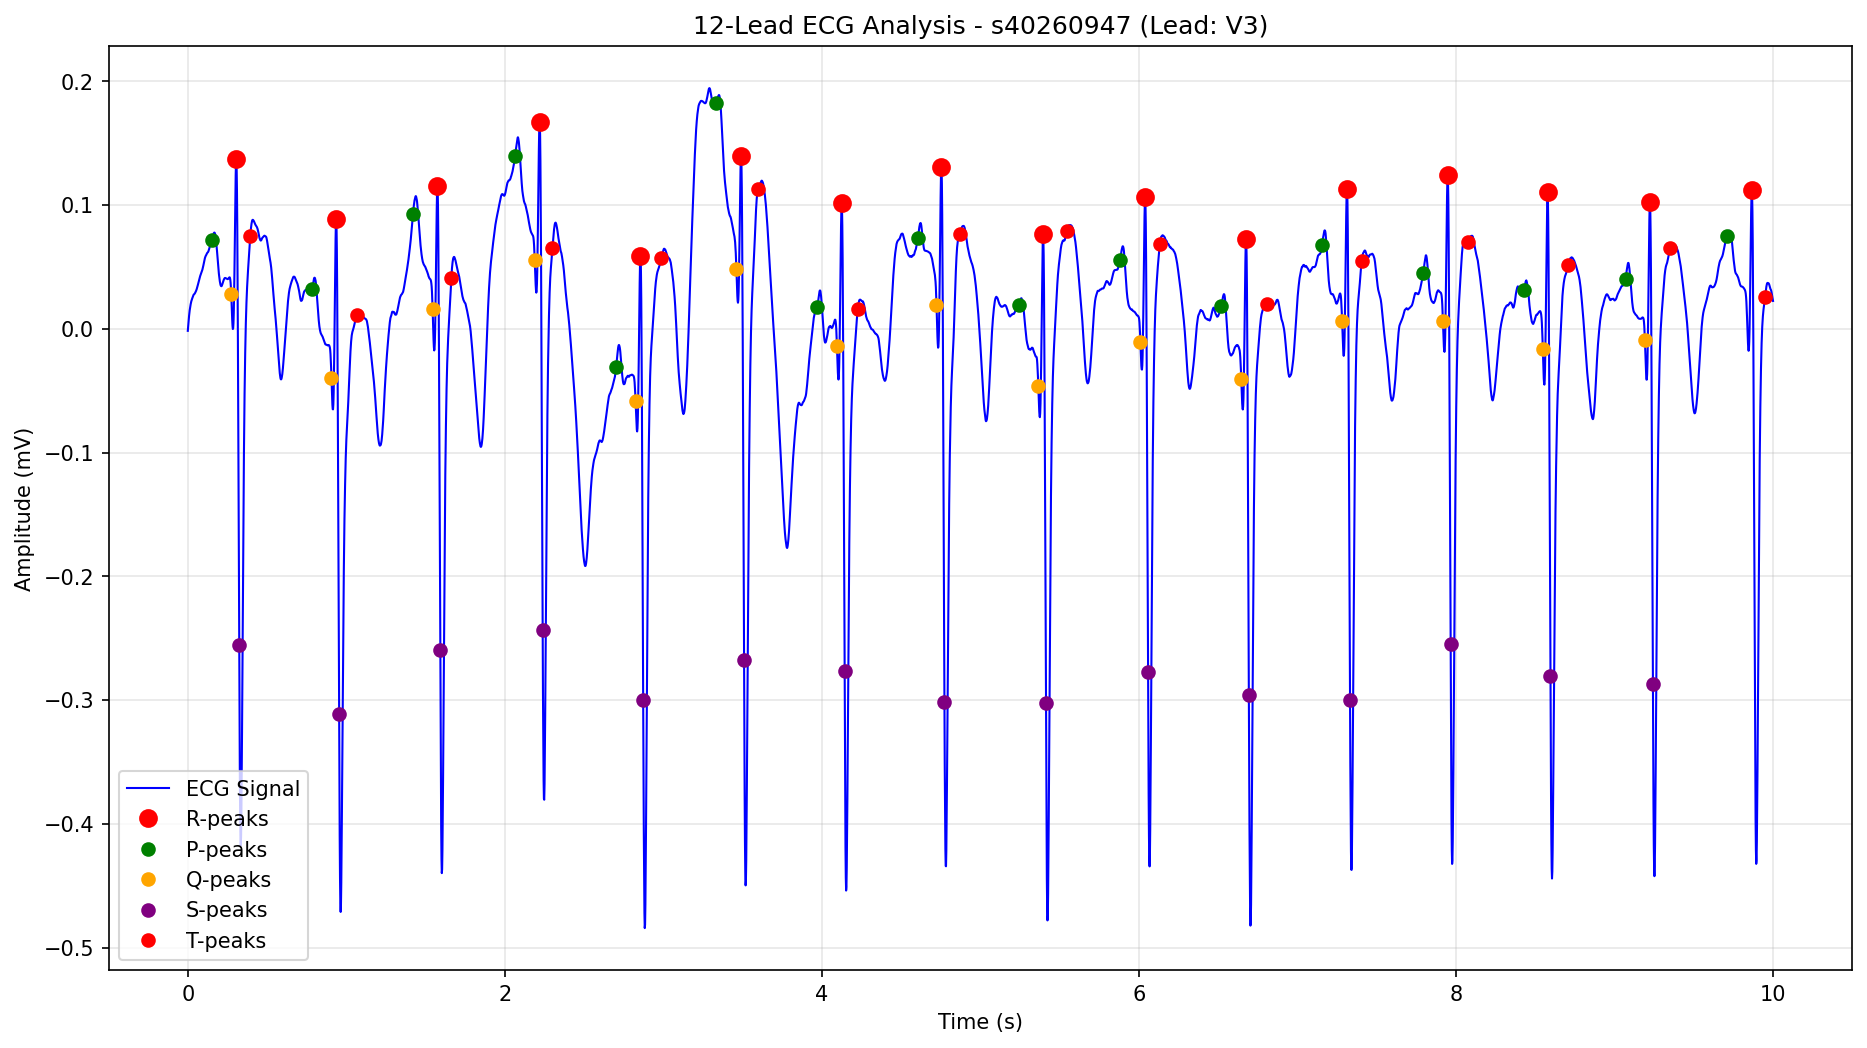 12-Lead ECG Analysis - s40260947 (Lead: V3)
0.2
0.1
0.0
−0.1
−0.2
−0.3
−0.4
−0.5
Amplitude (mV)
ECG Signal
R-peaks
P-peaks
Q-peaks
S-peaks
T-peaks
0 2 4 6 8 10
Time (s)